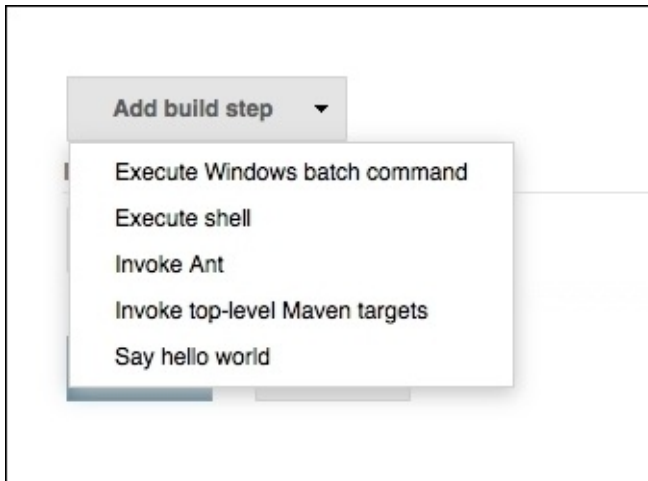 Add build step
Execute Windows batch command
Execute shell
Invoke Ant
Invoke top-level Maven targets
Say hello world